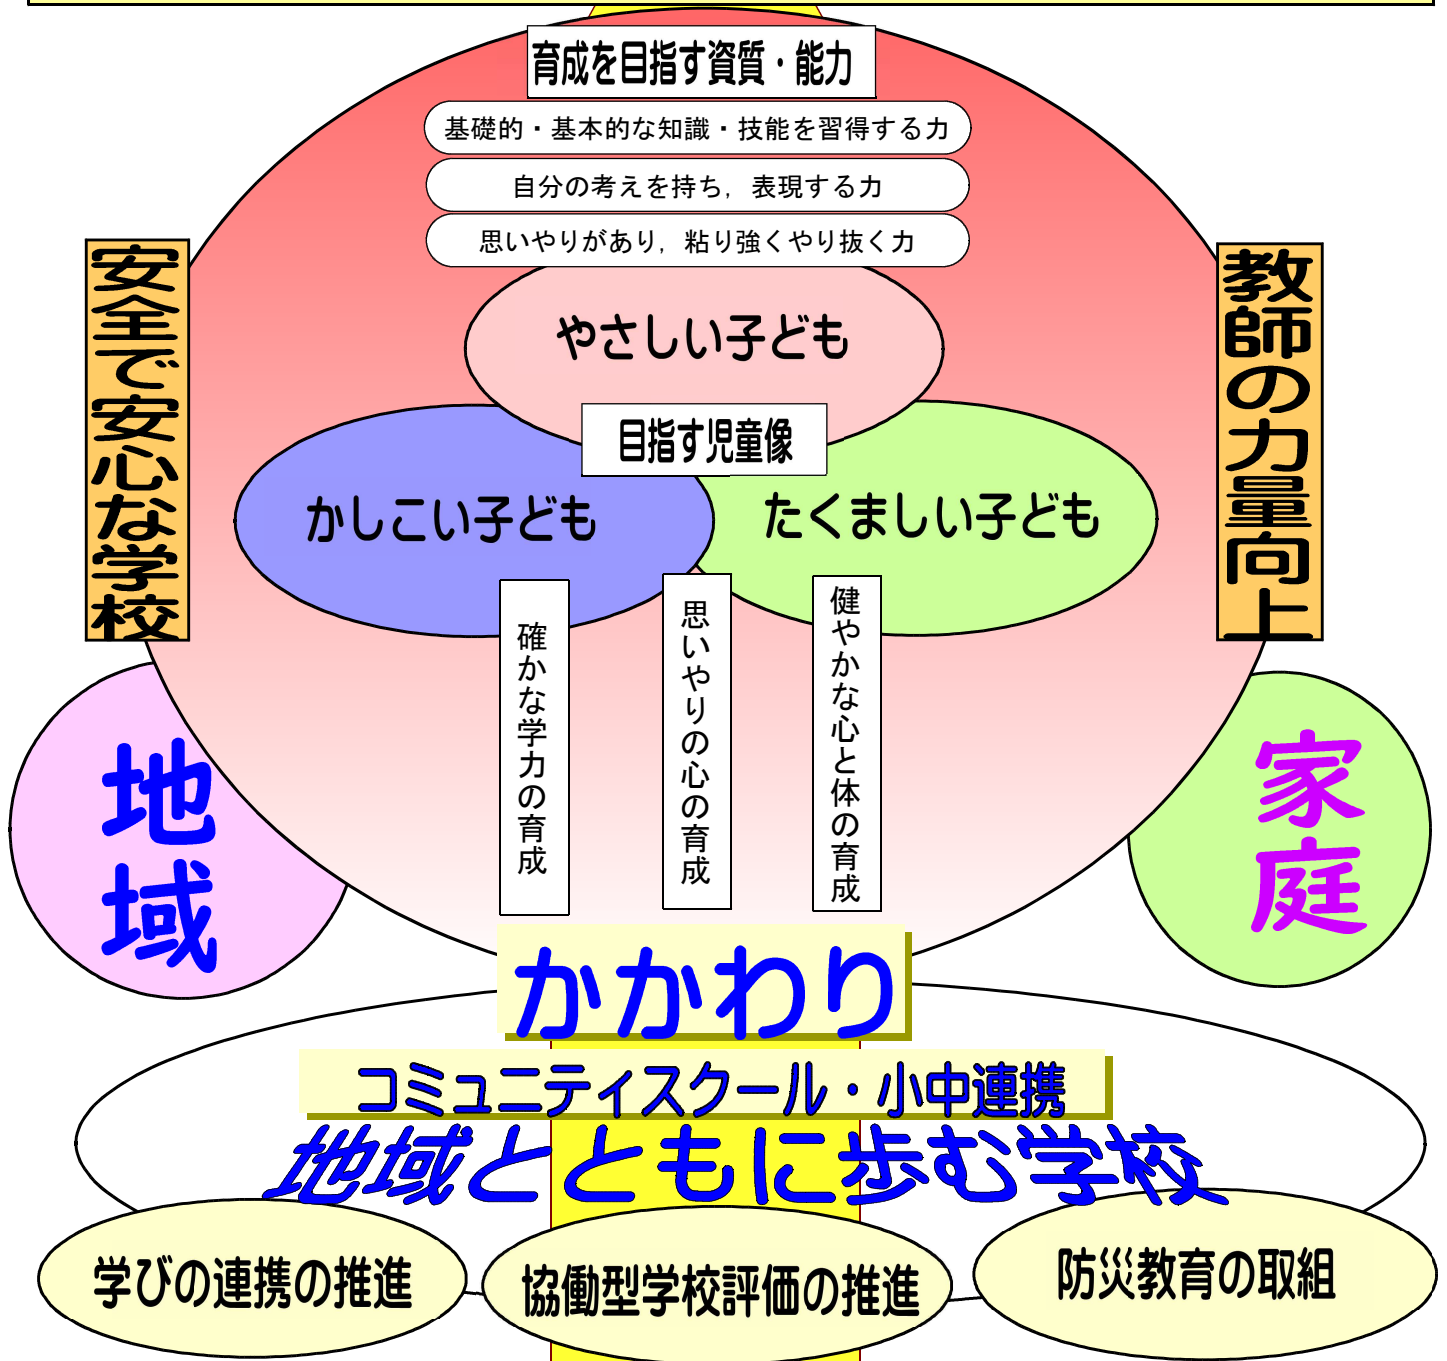 育成を目指す資質・能力
基礎的・基本的な知識・技能を習得する力
自分の考えを持ち，表現する力
思いやりがあり，粘り強くやり抜く力
安全で安心な学校
教師の力量向上
やさしい子ども
目指す児童像
かしこい子ども
たくましい子ども
確かな学力の育成
思いやりの心の育成
健やかな心と体の育成
地域
家庭
かかわり
コミュニティスクール・小中連携
地域とともに歩む学校
学びの連携の推進
協働型学校評価の推進
防災教育の取組